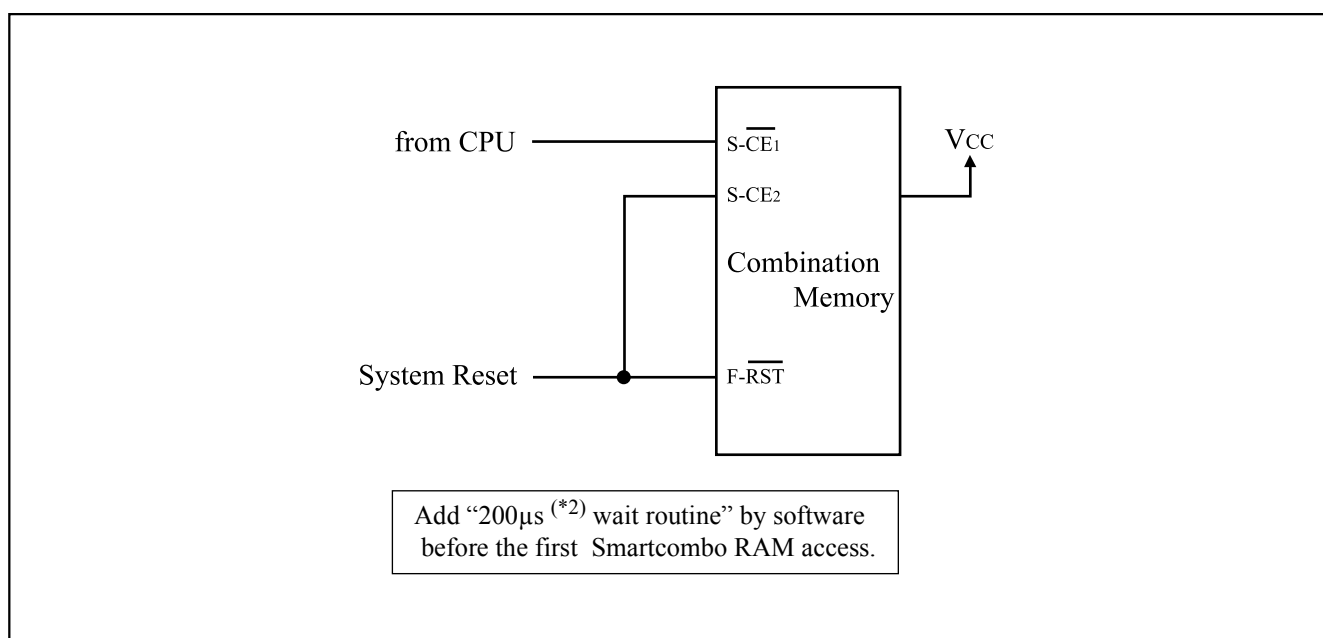 from CPU
S-CE1
VCC
S-CE2
Combination
Memory
System Reset
F-RST
Add “200µs (*2) wait routine” by software
before the first Smartcombo RAM access.